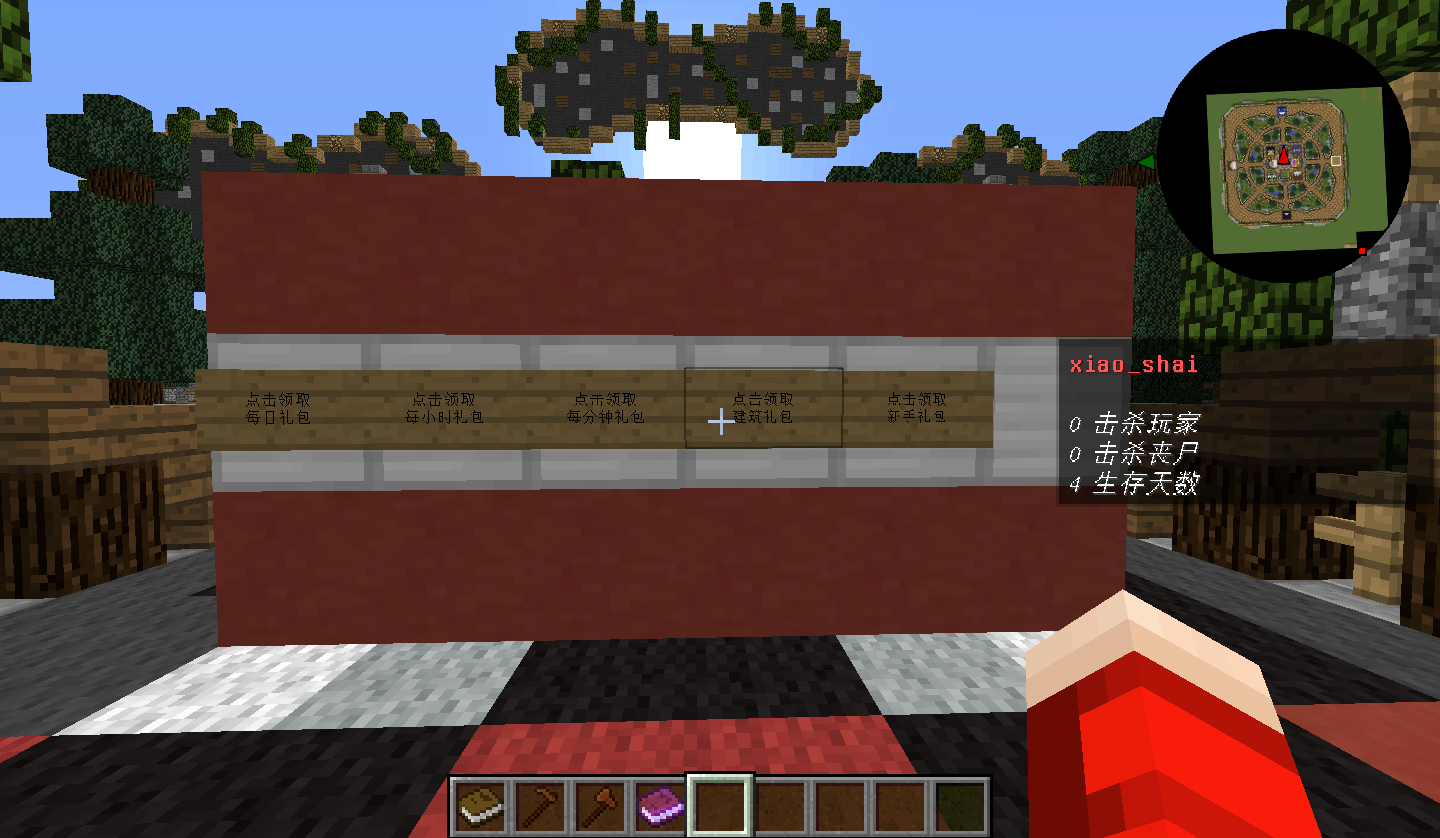 点击领取
每日礼包
点击领取
每小时礼包
点击领取
每分钟礼包
点击领取
建筑礼包
点击领取
新手礼包
xiao_shai
0 击杀玩家
0 击杀丧尸
4 生存天数